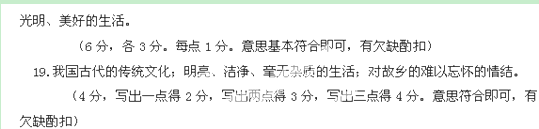 光明、美好的生活。
（6分，各3分。每点1分。意思基本符合即可，有欠缺酌扣）
19.我国古代的传统文化；明亮、洁净、毫无杂质的生活；对故乡的难以忘怀的情结。
（4分，写出一点得2分，写出两点得3分，写出三点得4分。意思符合即可，有
欠缺酌扣）